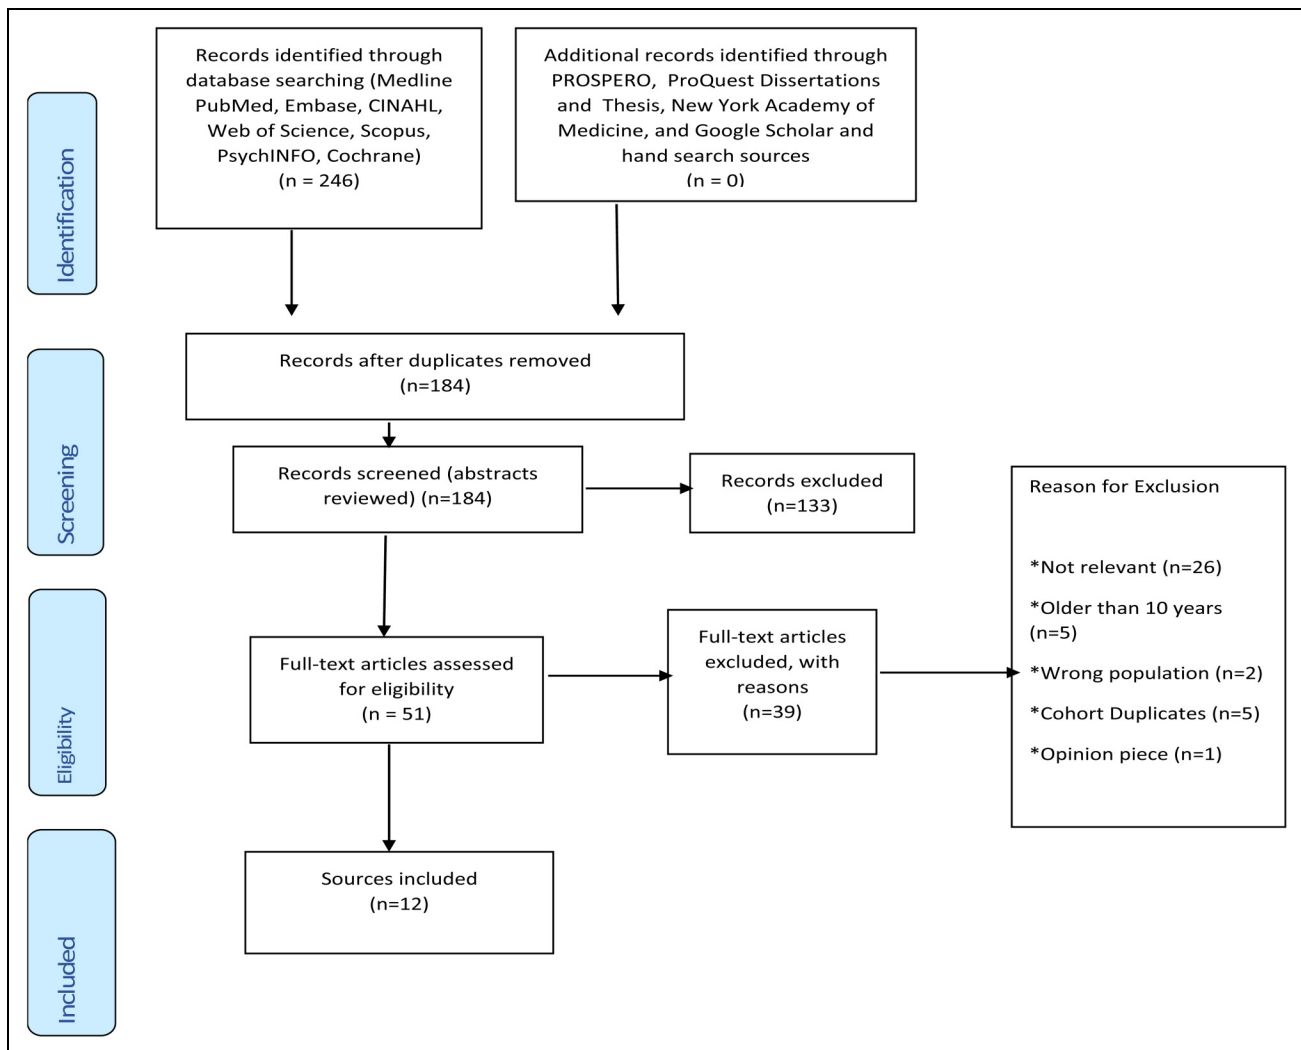 Identification
Records identified through
database searching (Medline
PubMed, Embase, CINAHL,
Web of Science, Scopus,
PsychINFO, Cochrane)
(n = 246)
Additional records identified through
PROSPERO, ProQuest Dissertations
and Thesis, New York Academy of
Medicine, and Google Scholar and
hand search sources
(n = 0)
Screening
Records after duplicates removed
(n=184)
Records screened (abstracts
reviewed) (n=184)
Records excluded
(n=133)
Eligibility
Full-text articles assessed
for eligibility
(n = 51)
Full-text articles
excluded, with
reasons
(n=39)
Reason for Exclusion
*Not relevant (n=26)
*Older than 10 years
(n=5)
*Wrong population (n=2)
*Cohort Duplicates (n=5)
*Opinion piece (n=1)
Included
Sources included
(n=12)